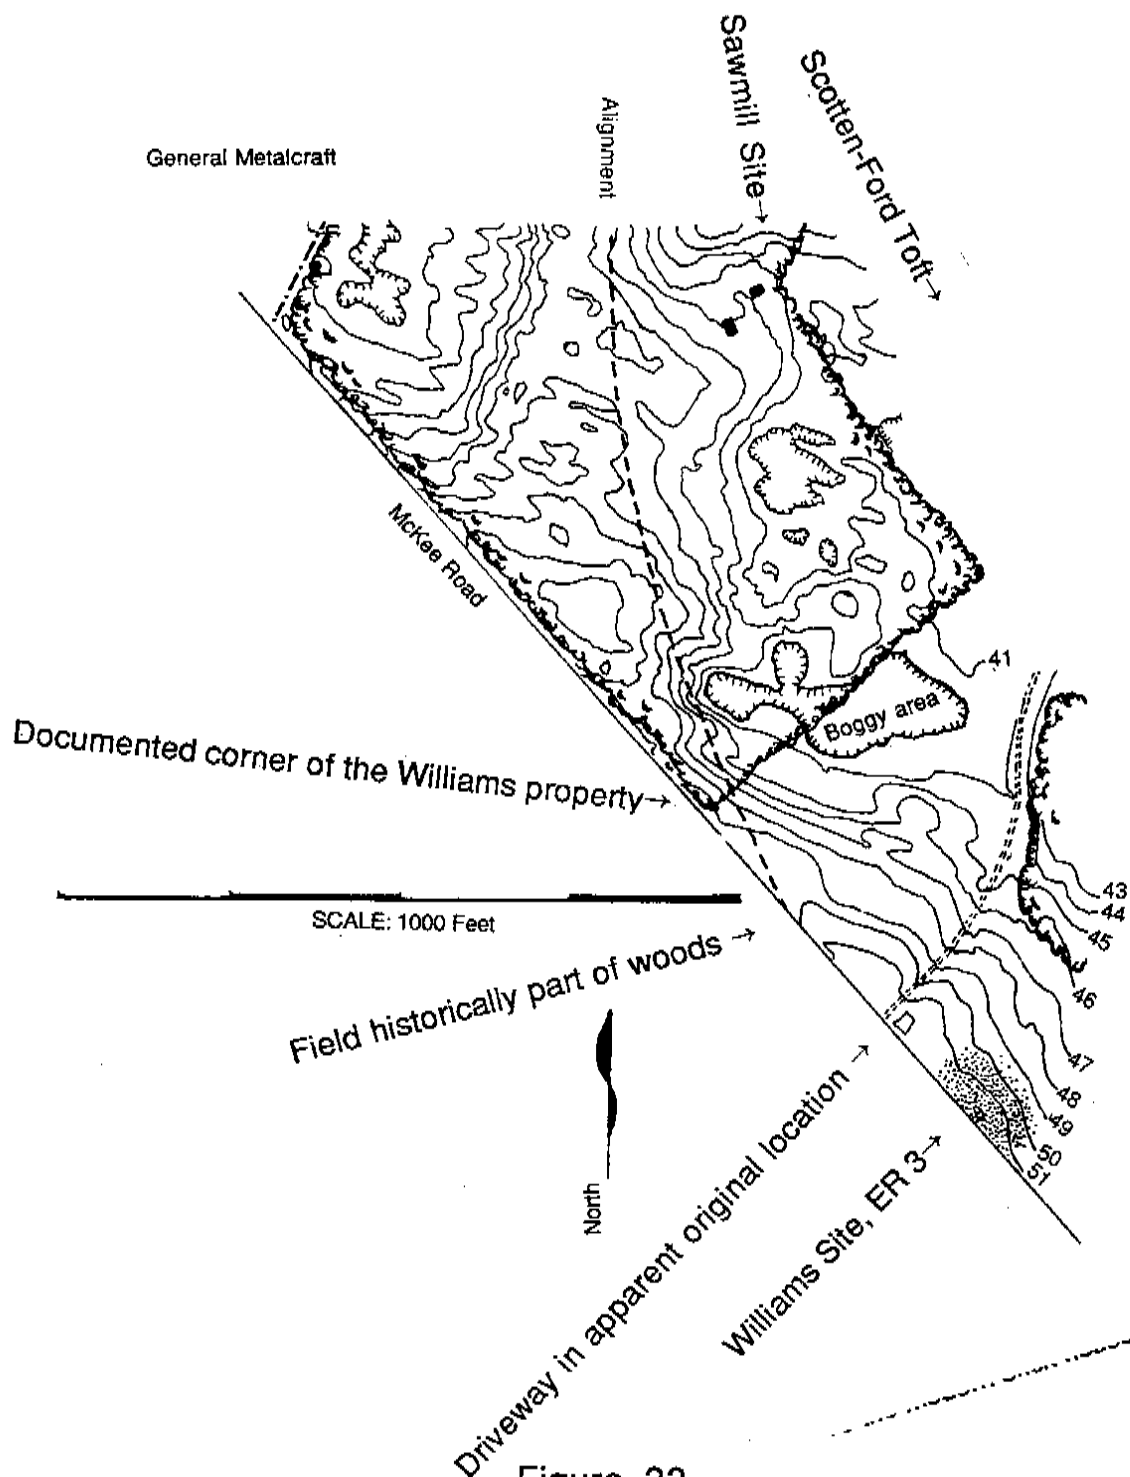 Sawmill Site→
Scotten-Ford Toft→
Alignment
General Metalcraft
McKee Road
41
Boggy area
Documented corner of the Williams property→
43
44
45
46
47
48
49
50
51
SCALE: 1000 Feet
Field historically part of woods →
North
Driveway in apparent original location →
Williams Site, ER 3→